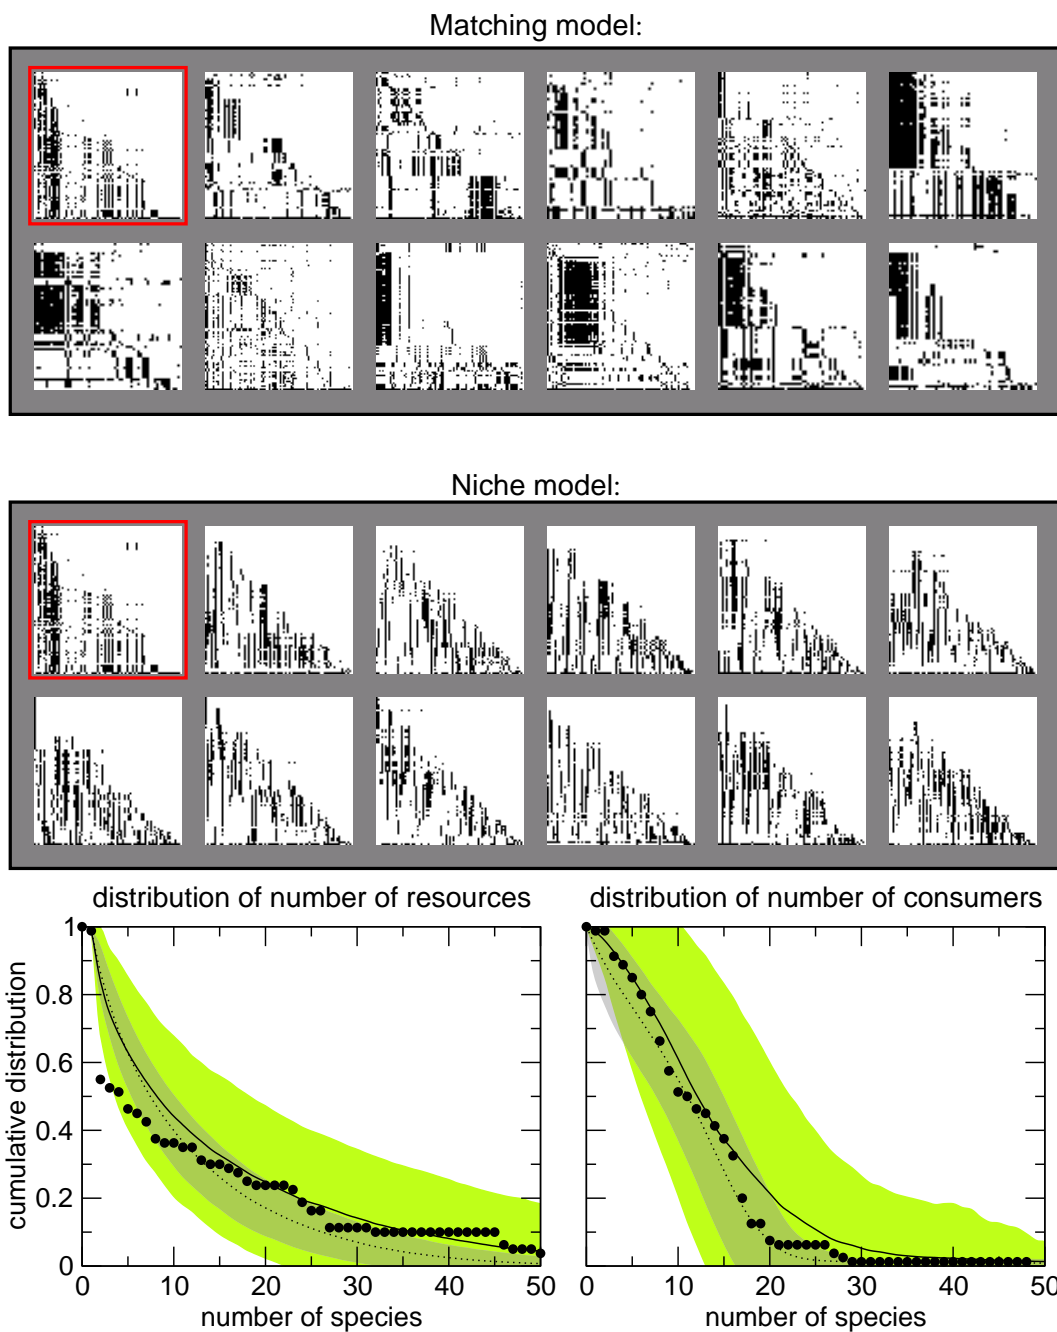 Matching model:
Niche model:
distribution of number of resources
distribution of number of consumers
cumulative distribution
1
0.8
0.6
0.4
0.2
0
0 10 20 30 40 50
0 10 20 30 40 50
number of species
number of species